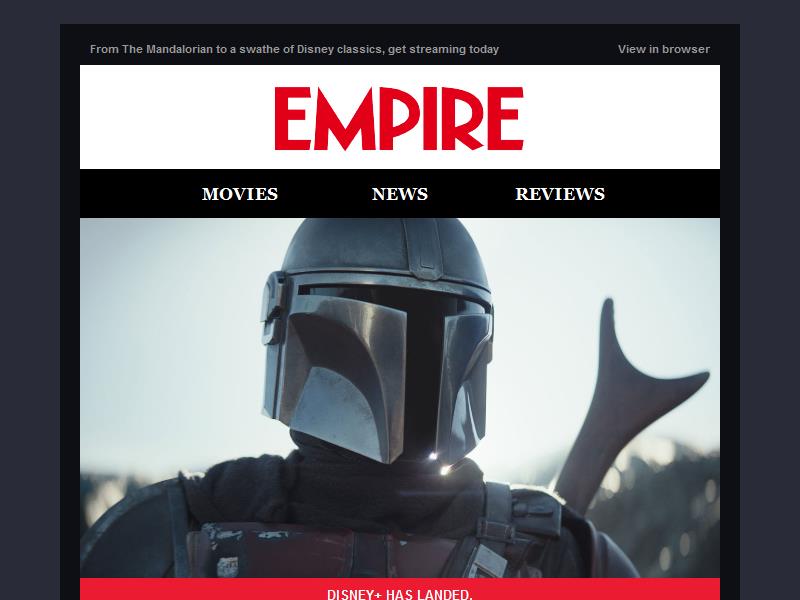 From The Mandalorian to a swathe of Disney classics, get streaming today
View in browser
EMPIRE
MOVIES NEWS REVIEWS
DISNEY+ HAS LANDED.